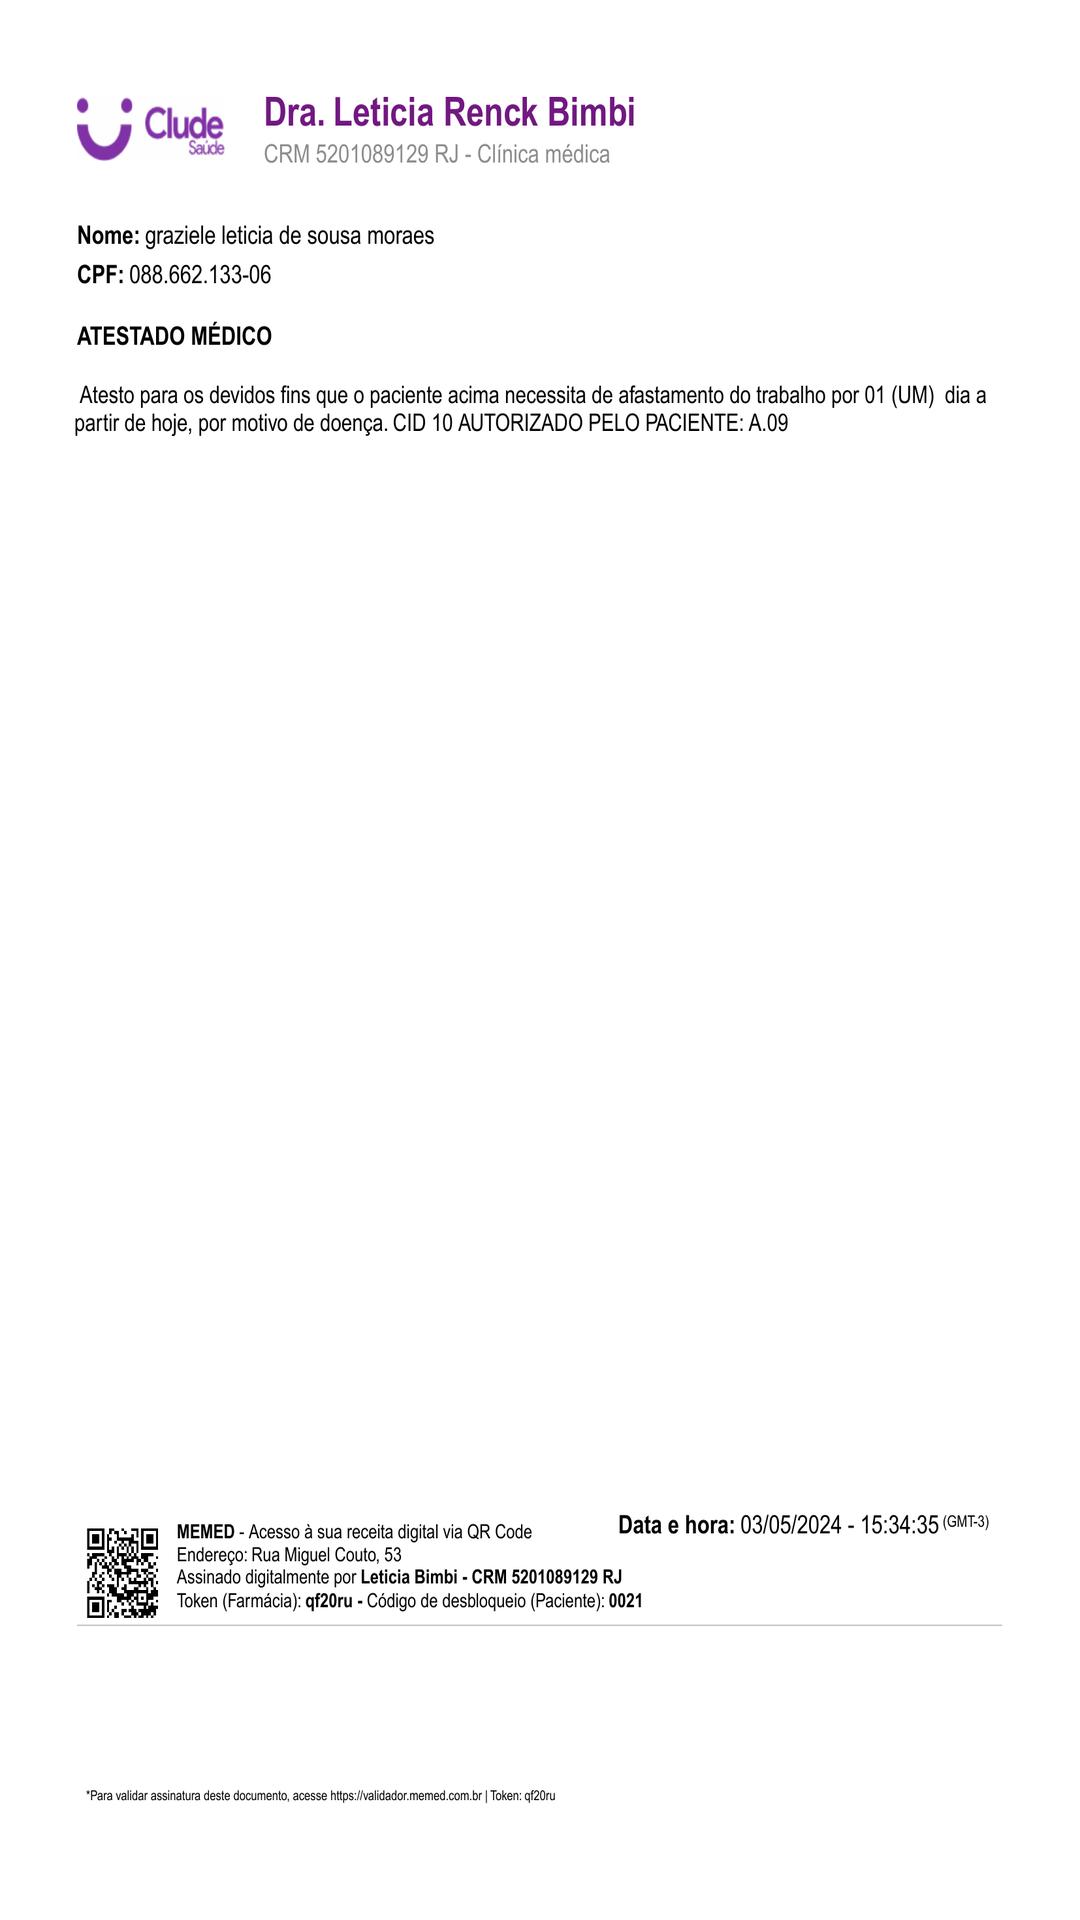 Clude
Saúde
Dra. Leticia Renck Bimbi
CRM 5201089129 RJ - Clínica médica
Nome: graziele leticia de sousa moraes
CPF: 088.662.133-06
ATESTADO MÉDICO
Atesto para os devidos fins que o paciente acima necessita de afastamento do trabalho por 01 (UM)  dia a
partir de hoje, por motivo de doença. CID 10 AUTORIZADO PELO PACIENTE: A.09
MEMED - Acesso à sua receita digital via QR Code
Endereço: Rua Miguel Couto, 53
Assinado digitalmente por Leticia Bimbi - CRM 5201089129 RJ
Token (Farmácia): qf20ru - Código de desbloqueio (Paciente): 0021
Data e hora: 03/05/2024 - 15:34:35 (GMT-3)
*Para validar assinatura deste documento, acesse https://validador.memed.com.br | Token: qf20ru